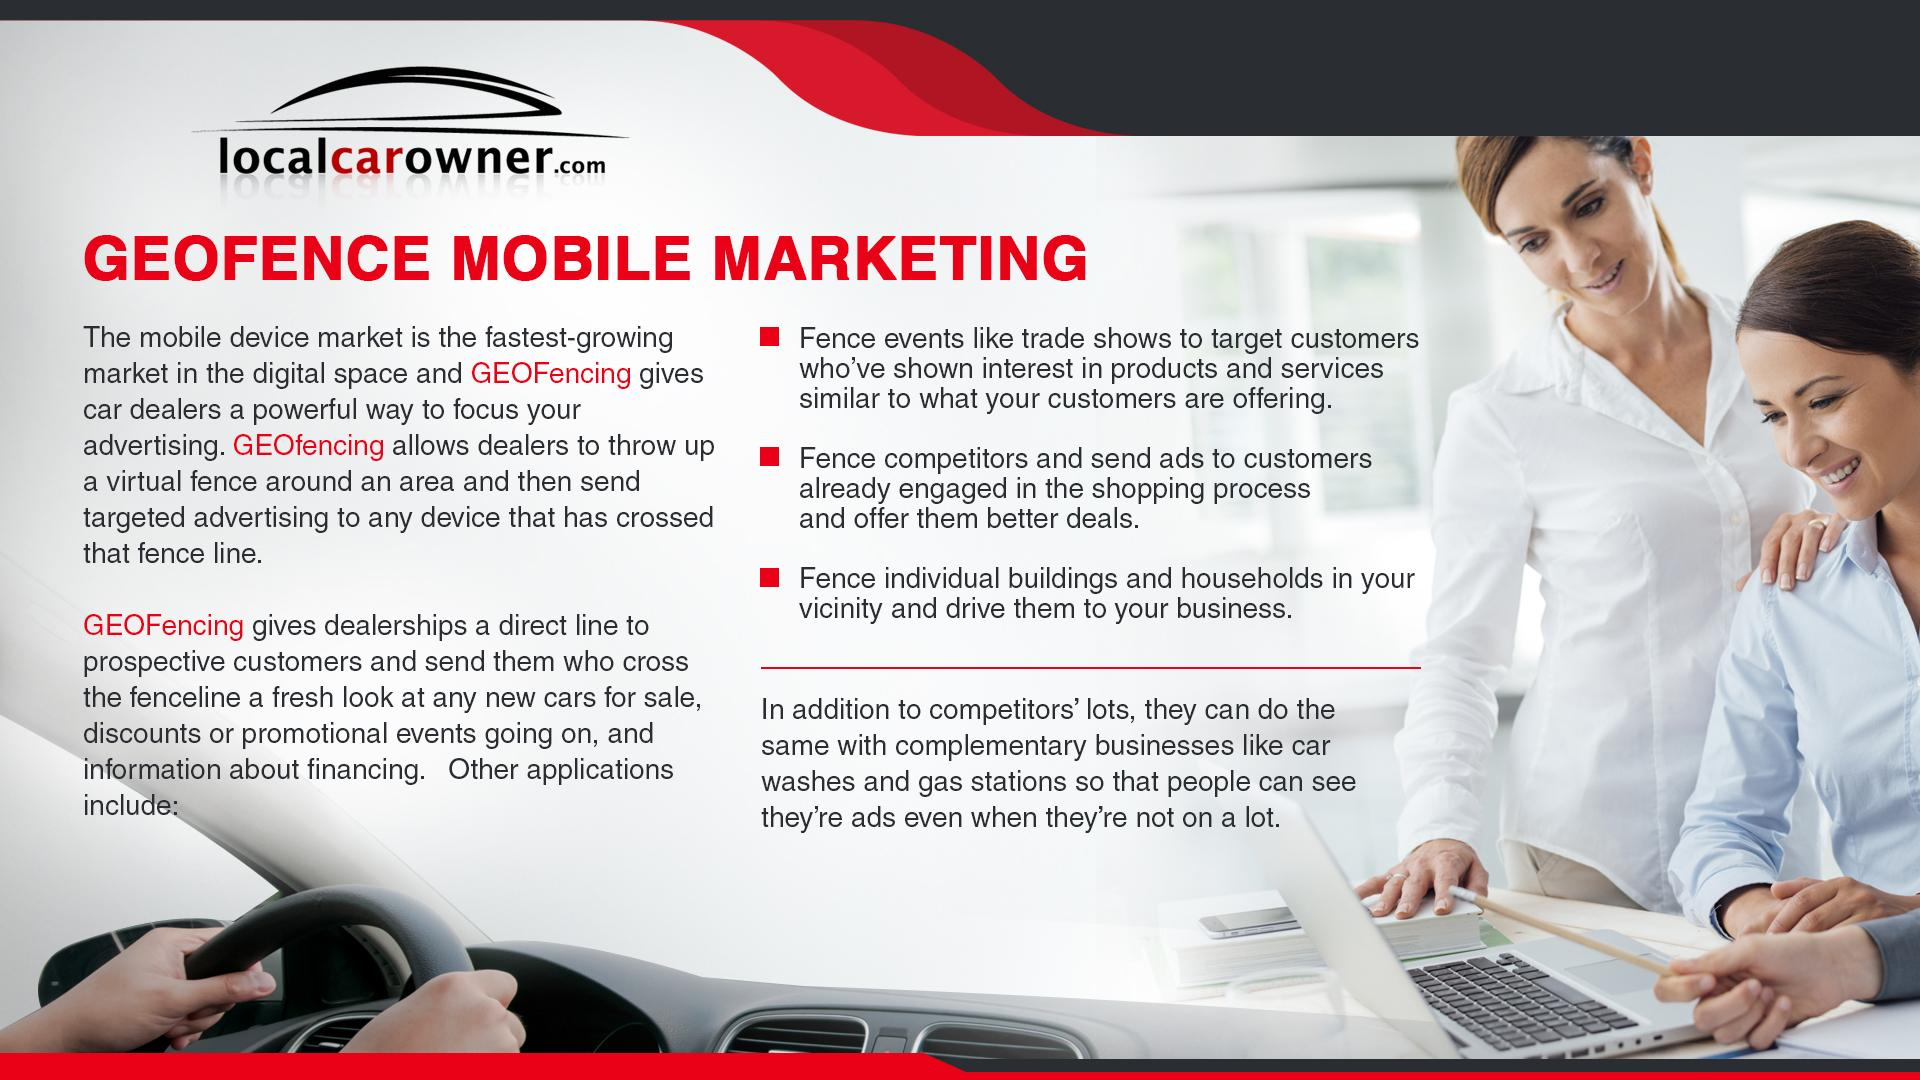 localcarowner.com
GEOFENCE MOBILE MARKETING
The mobile device market is the fastest-growing
market in the digital space and GEOFencing gives
car dealers a powerful way to focus your
advertising. GEOfencing allows dealers to throw up
a virtual fence around an area and then send
targeted advertising to any device that has crossed
that fence line.
GEOFencing gives dealerships a direct line to
prospective customers and send them who cross
the fenceline a fresh look at any new cars for sale,
discounts or promotional events going on, and
information about financing.   Other applications
include:
Fence events like trade shows to target customers
who’ve shown interest in products and services
similar to what your customers are offering.
Fence competitors and send ads to customers
already engaged in the shopping process
and offer them better deals.
Fence individual buildings and households in your
vicinity and drive them to your business.
In addition to competitors’ lots, they can do the
same with complementary businesses like car
washes and gas stations so that people can see
they’re ads even when they’re not on a lot.